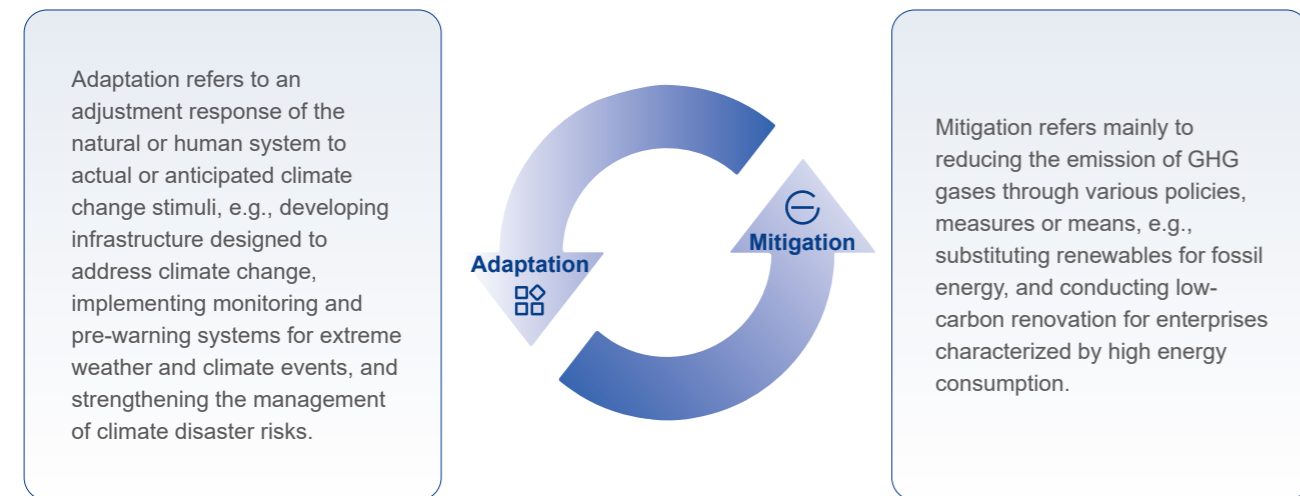 Adaptation refers to an
adjustment response of the
natural or human system to
actual or anticipated climate
change stimuli, e.g., developing
infrastructure designed to
address climate change,
implementing monitoring and
pre-warning systems for extreme
weather and climate events, and
strengthening the management
of climate disaster risks.
Adaptation
Mitigation
Mitigation refers mainly to
reducing the emission of GHG
gases through various policies,
measures or means, e.g.,
substituting renewables for fossil
energy, and conducting low-
carbon renovation for enterprises
characterized by high energy
consumption.